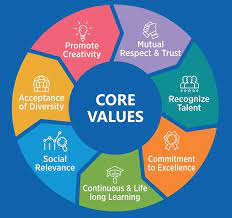 Promote
Creativity
Mutual
Respect & Trust
Acceptance
of Diversity
CORE
VALUES
Recognize
Talent
Social
Relevance
Commitment
to Excellence
Continuous & Life
long Learning